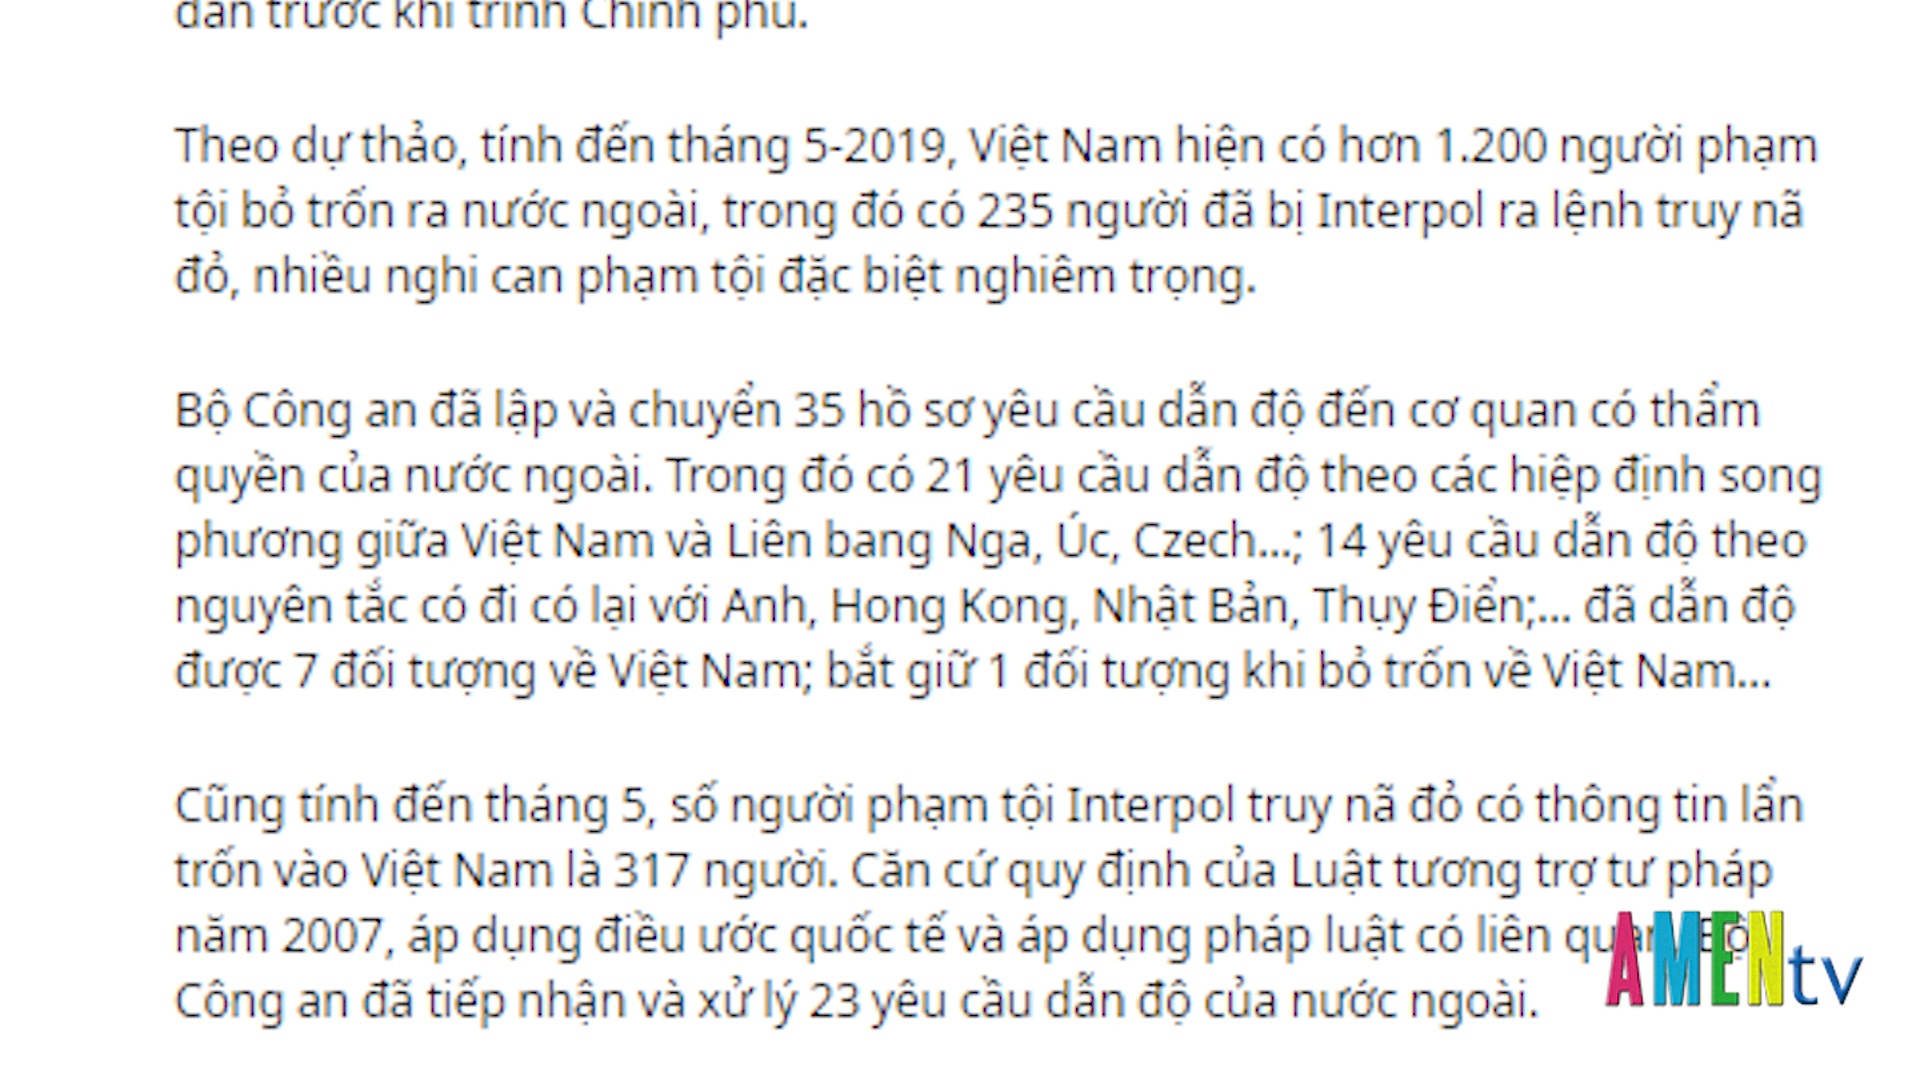 dân trước khi trình Chính phủ.
Theo dự thảo, tính đến tháng 5-2019, Việt Nam hiện có hơn 1.200 người phạm
tội bỏ trốn ra nước ngoài, trong đó có 235 người đã bị Interpol ra lệnh truy nã
đỏ, nhiều nghi can phạm tội đặc biệt nghiêm trọng.
Bộ Công an đã lập và chuyển 35 hồ sơ yêu cầu dẫn độ đến cơ quan có thẩm
quyền của nước ngoài. Trong đó có 21 yêu cầu dẫn độ theo các hiệp định song
phương giữa Việt Nam và Liên bang Nga, Úc, Czech...; 14 yêu cầu dẫn độ theo
nguyên tắc có đi có lại với Anh, Hong Kong, Nhật Bản, Thụy Điển;... đã dẫn độ
được 7 đối tượng về Việt Nam; bắt giữ 1 đối tượng khi bỏ trốn về Việt Nam...
Cũng tính đến tháng 5, số người phạm tội Interpol truy nã đỏ có thông tin lẩn
trốn vào Việt Nam là 317 người. Căn cứ quy định của Luật tương trợ tư pháp
năm 2007, áp dụng điều ước quốc tế và áp dụng pháp luật có liên quan, Bộ
Công an đã tiếp nhận và xử lý 23 yêu cầu dẫn độ của nước ngoài.
AMENtv